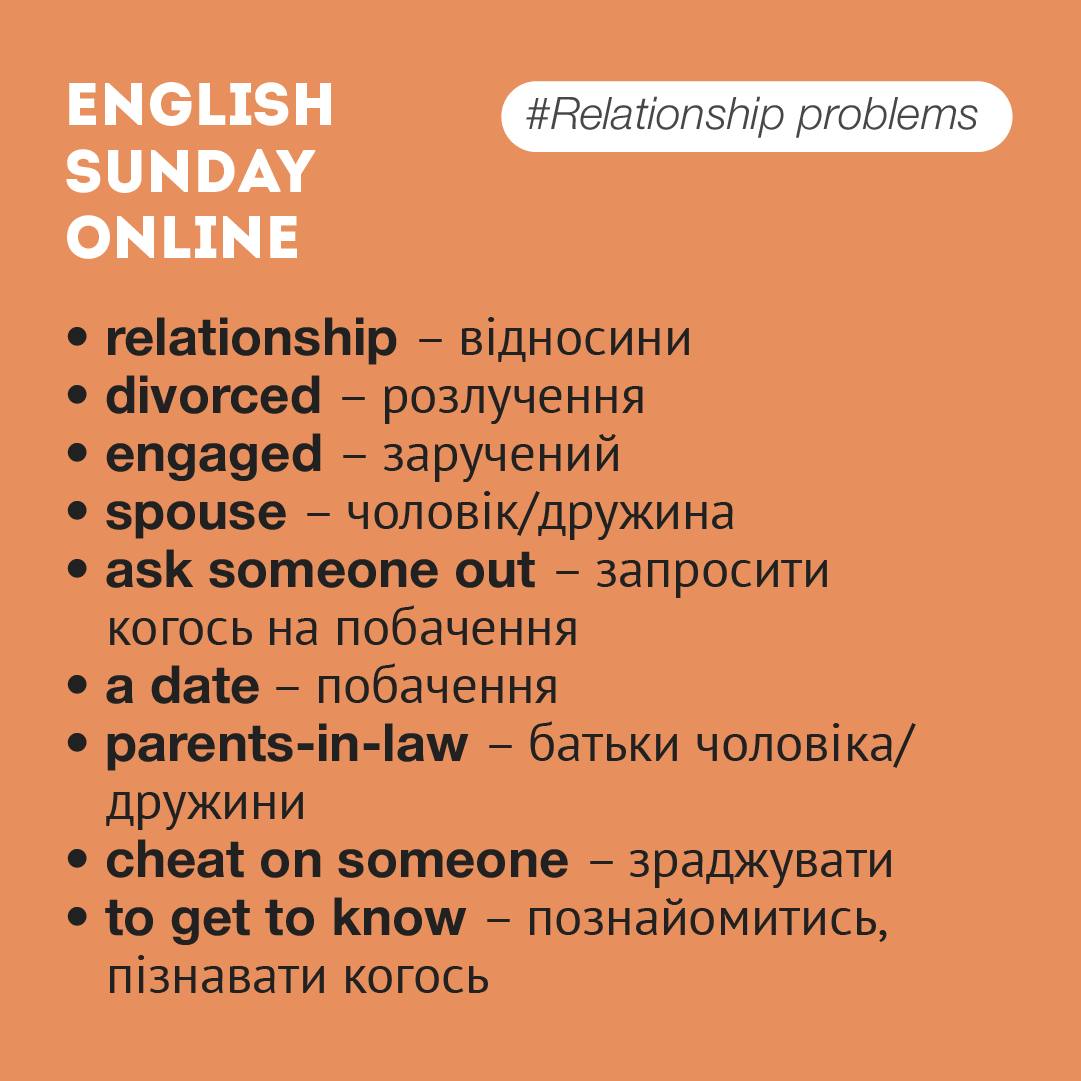 ENGLISH
SUNDAY
ONLINE
#Relationship problems
• relationship – відносини
• divorced – розлучення
• engaged – заручений
• spouse – чоловік/дружина
• ask someone out – запросити
когось на побачення
• a date – побачення
• parents-in-law – батьки чоловіка/
дружини
• cheat on someone – зраджувати
• to get to know – познайомитись,
пізнавати когось